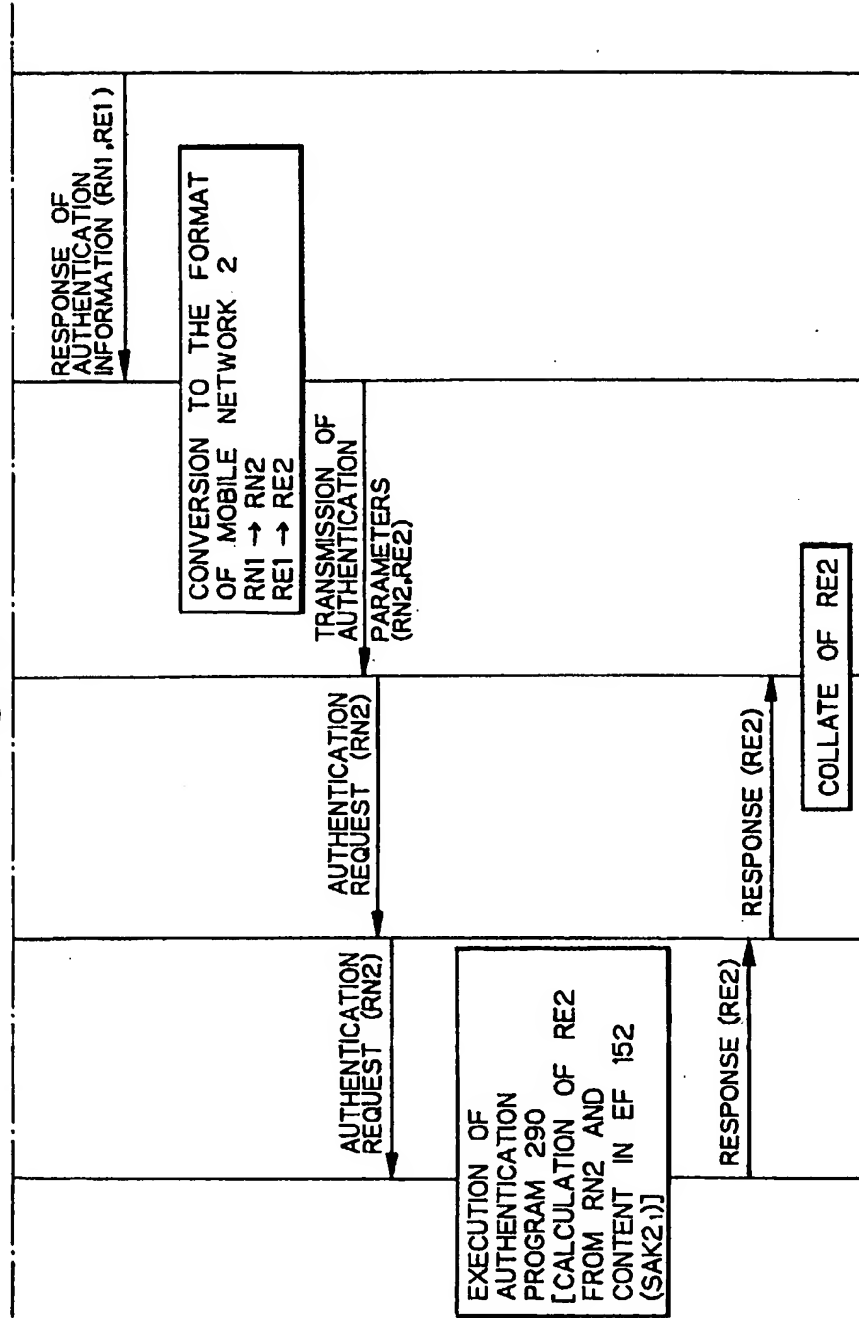 RESPONSE OF
AUTHENTICATION
INFORMATION (RN1,RE1)
CONVERSION TO THE FORMAT
OF MOBILE NETWORK 2
RN1 → RN2
RE1 → RE2
TRANSMISSION OF
AUTHENTICATION
PARAMETERS
(RN2,RE2)
AUTHENTICATION
REQUEST (RN2)
AUTHENTICATION
REQUEST (RN2)
EXECUTION OF
AUTHENTICATION
PROGRAM 290
[CALCULATION OF RE2
FROM RN2 AND
CONTENT IN EF 152
(SAK2₁)]
RESPONSE (RE2)
RESPONSE (RE2)
COLLATE OF RE2